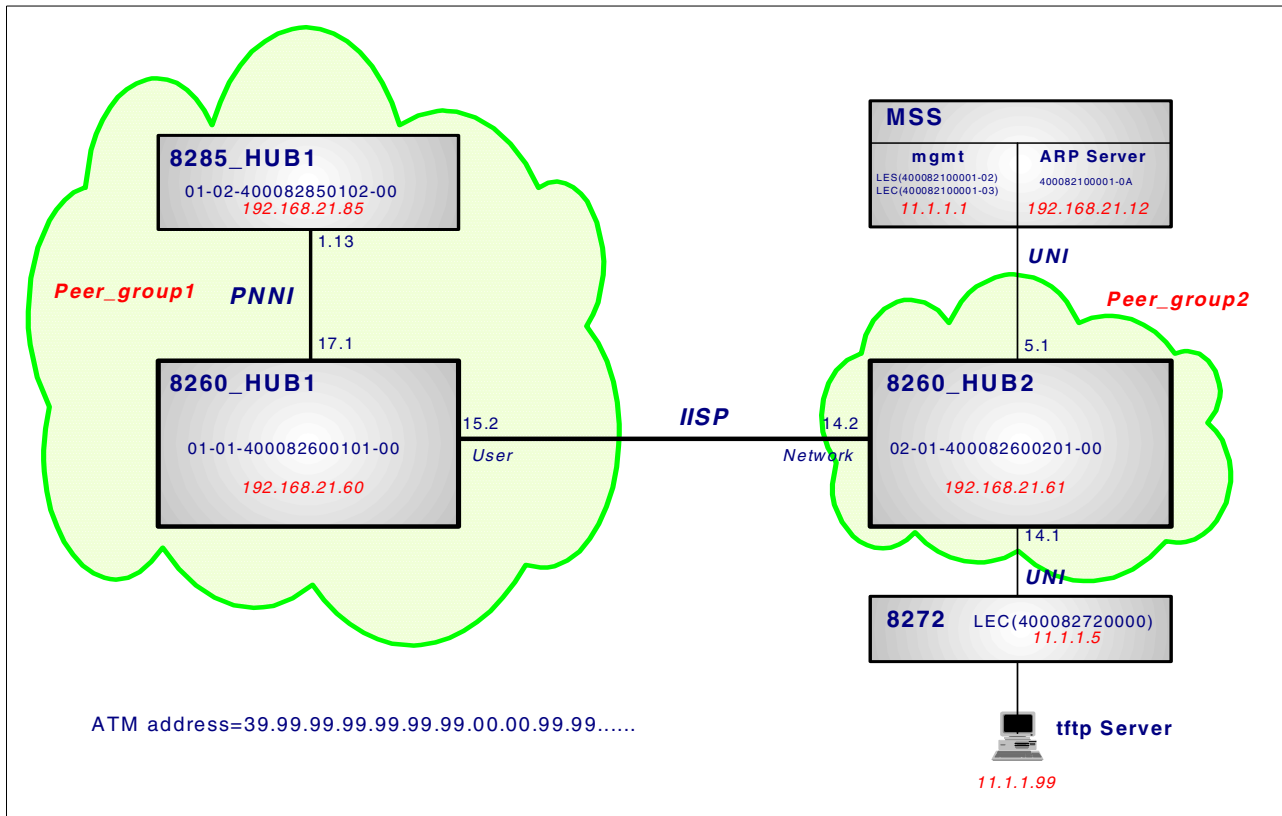 8285_HUB1
01-02-400082850102-00
192.168.21.85
1.13
Peer_group1
PNNI
17.1
8260_HUB1
01-01-400082600101-00
192.168.21.60
15.2
User
IISP
14.2
Network
MSS
mgmt
LES(400082100001-02)
LEC(400082100001-03)
11.1.1.1
ARP Server
400082100001-0A
192.168.21.12
UNI
Peer_group2
5.1
8260_HUB2
02-01-400082600201-00
192.168.21.61
14.1
UNI
8272 LEC(400082720000)
11.1.1.5
ATM address=39.99.99.99.99.99.99.00.00.99.99......
tftp Server
11.1.1.99